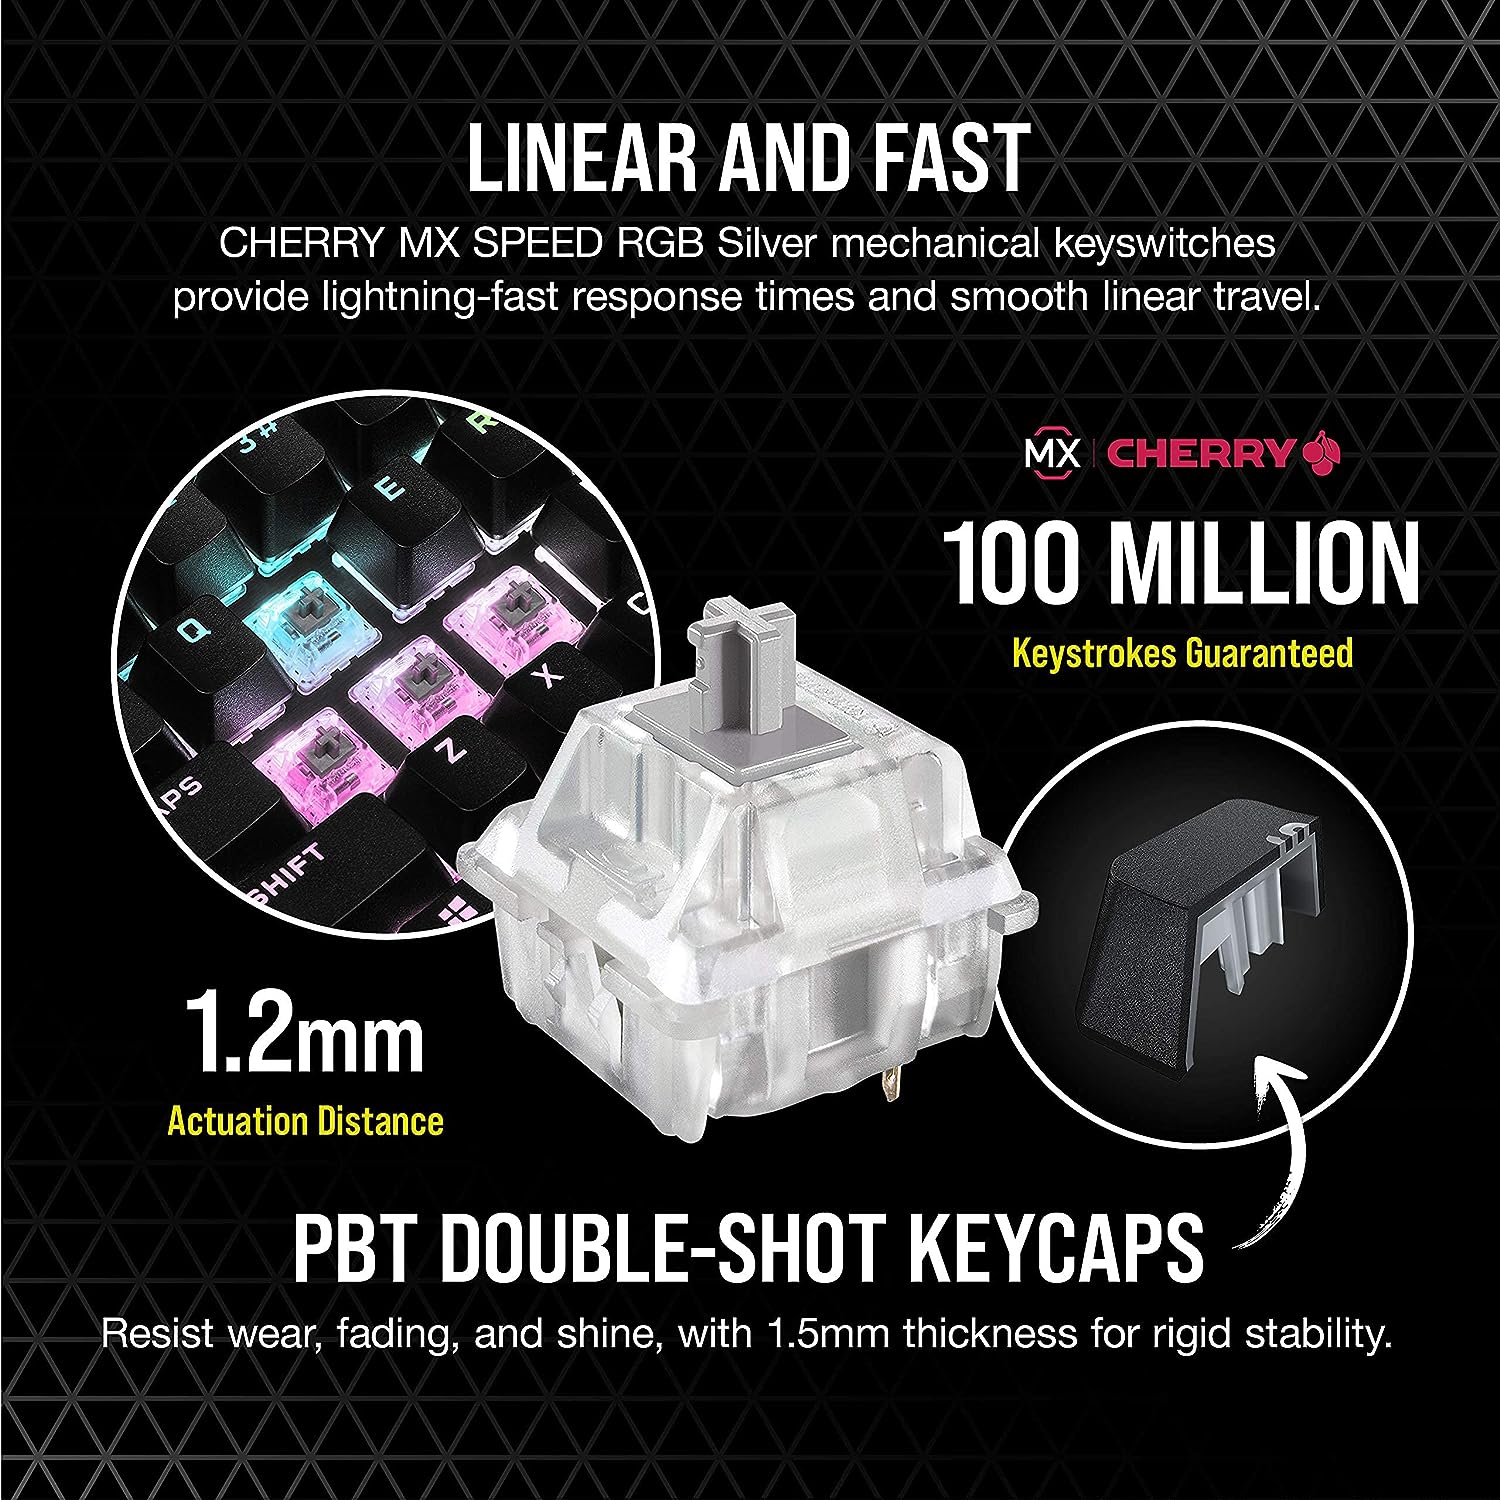 LINEAR AND FAST
CHERRY MX SPEED RGB Silver mechanical keyswitches
provide lightning-fast response times and smooth linear travel.
MX CHERRY
100 MILLION
Keystrokes Guaranteed
3#
R
E
Q
X
Z
APS
SHIFT
1.2mm
Actuation Distance
PBT DOUBLE-SHOT KEYCAPS
Resist wear, fading, and shine, with 1.5mm thickness for rigid stability.